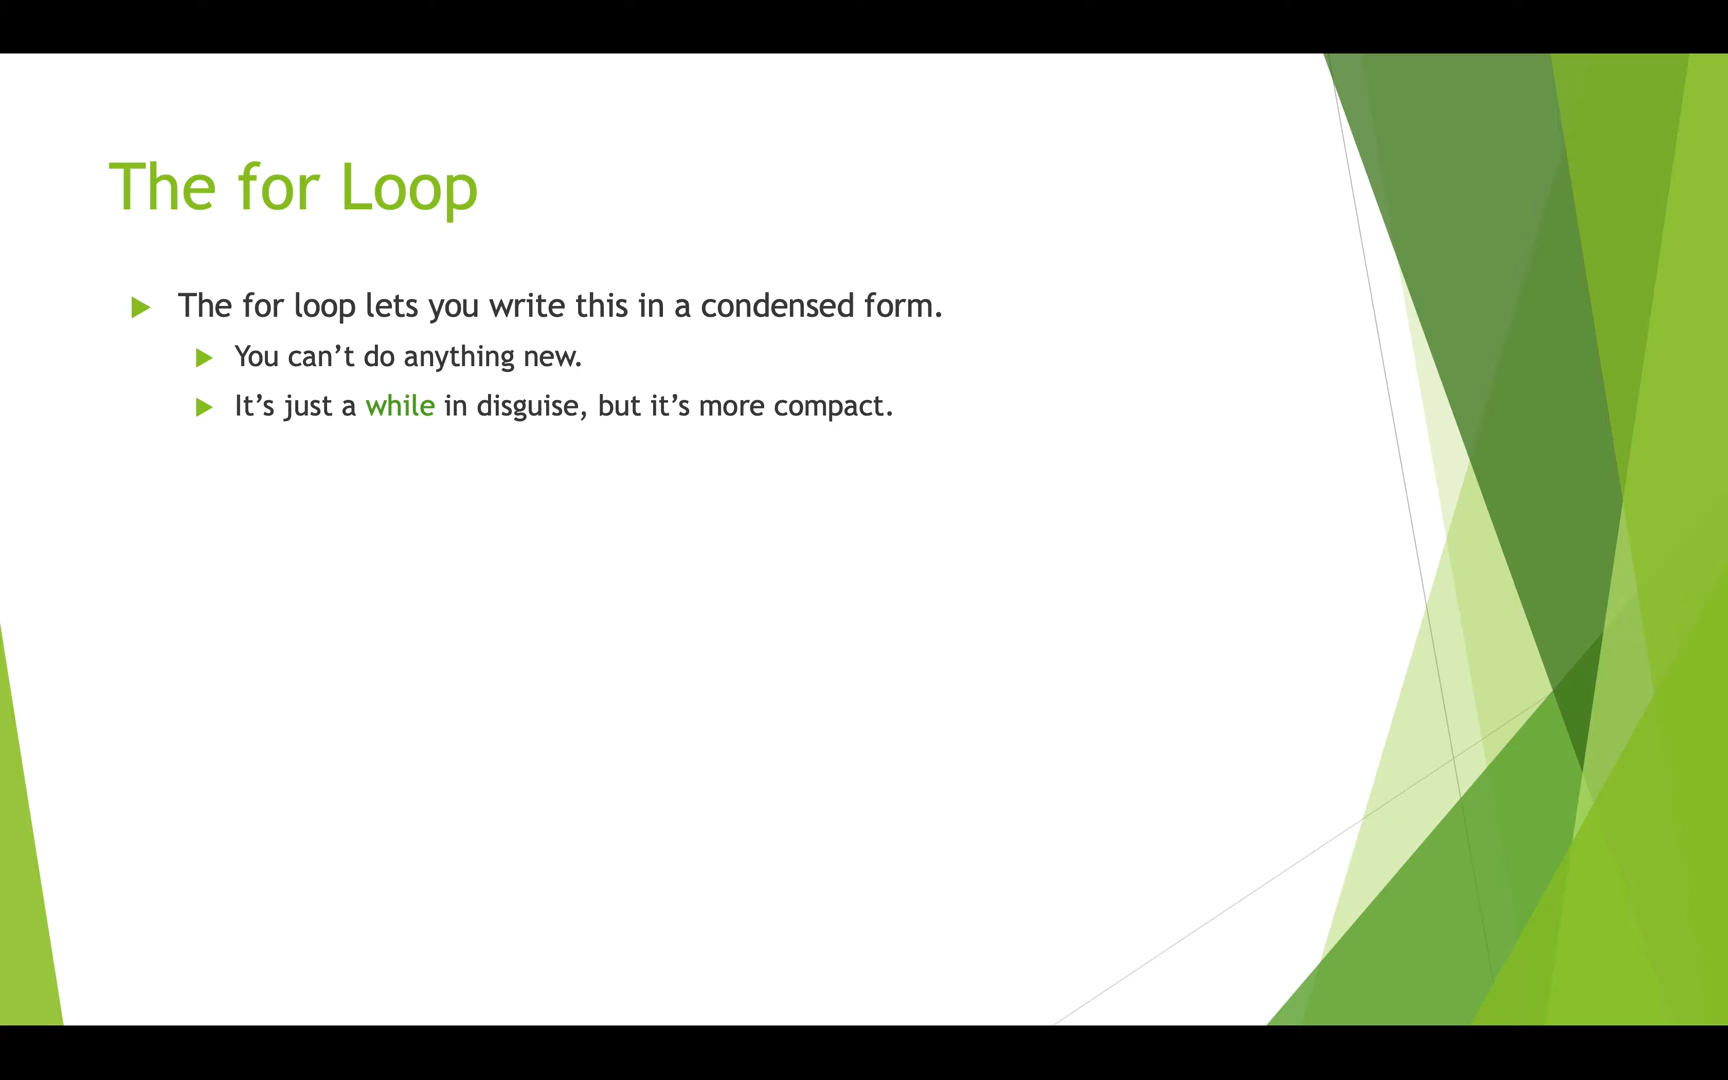 The for Loop
The for loop lets you write this in a condensed form.
You can’t do anything new.
It’s just a while in disguise, but it’s more compact.